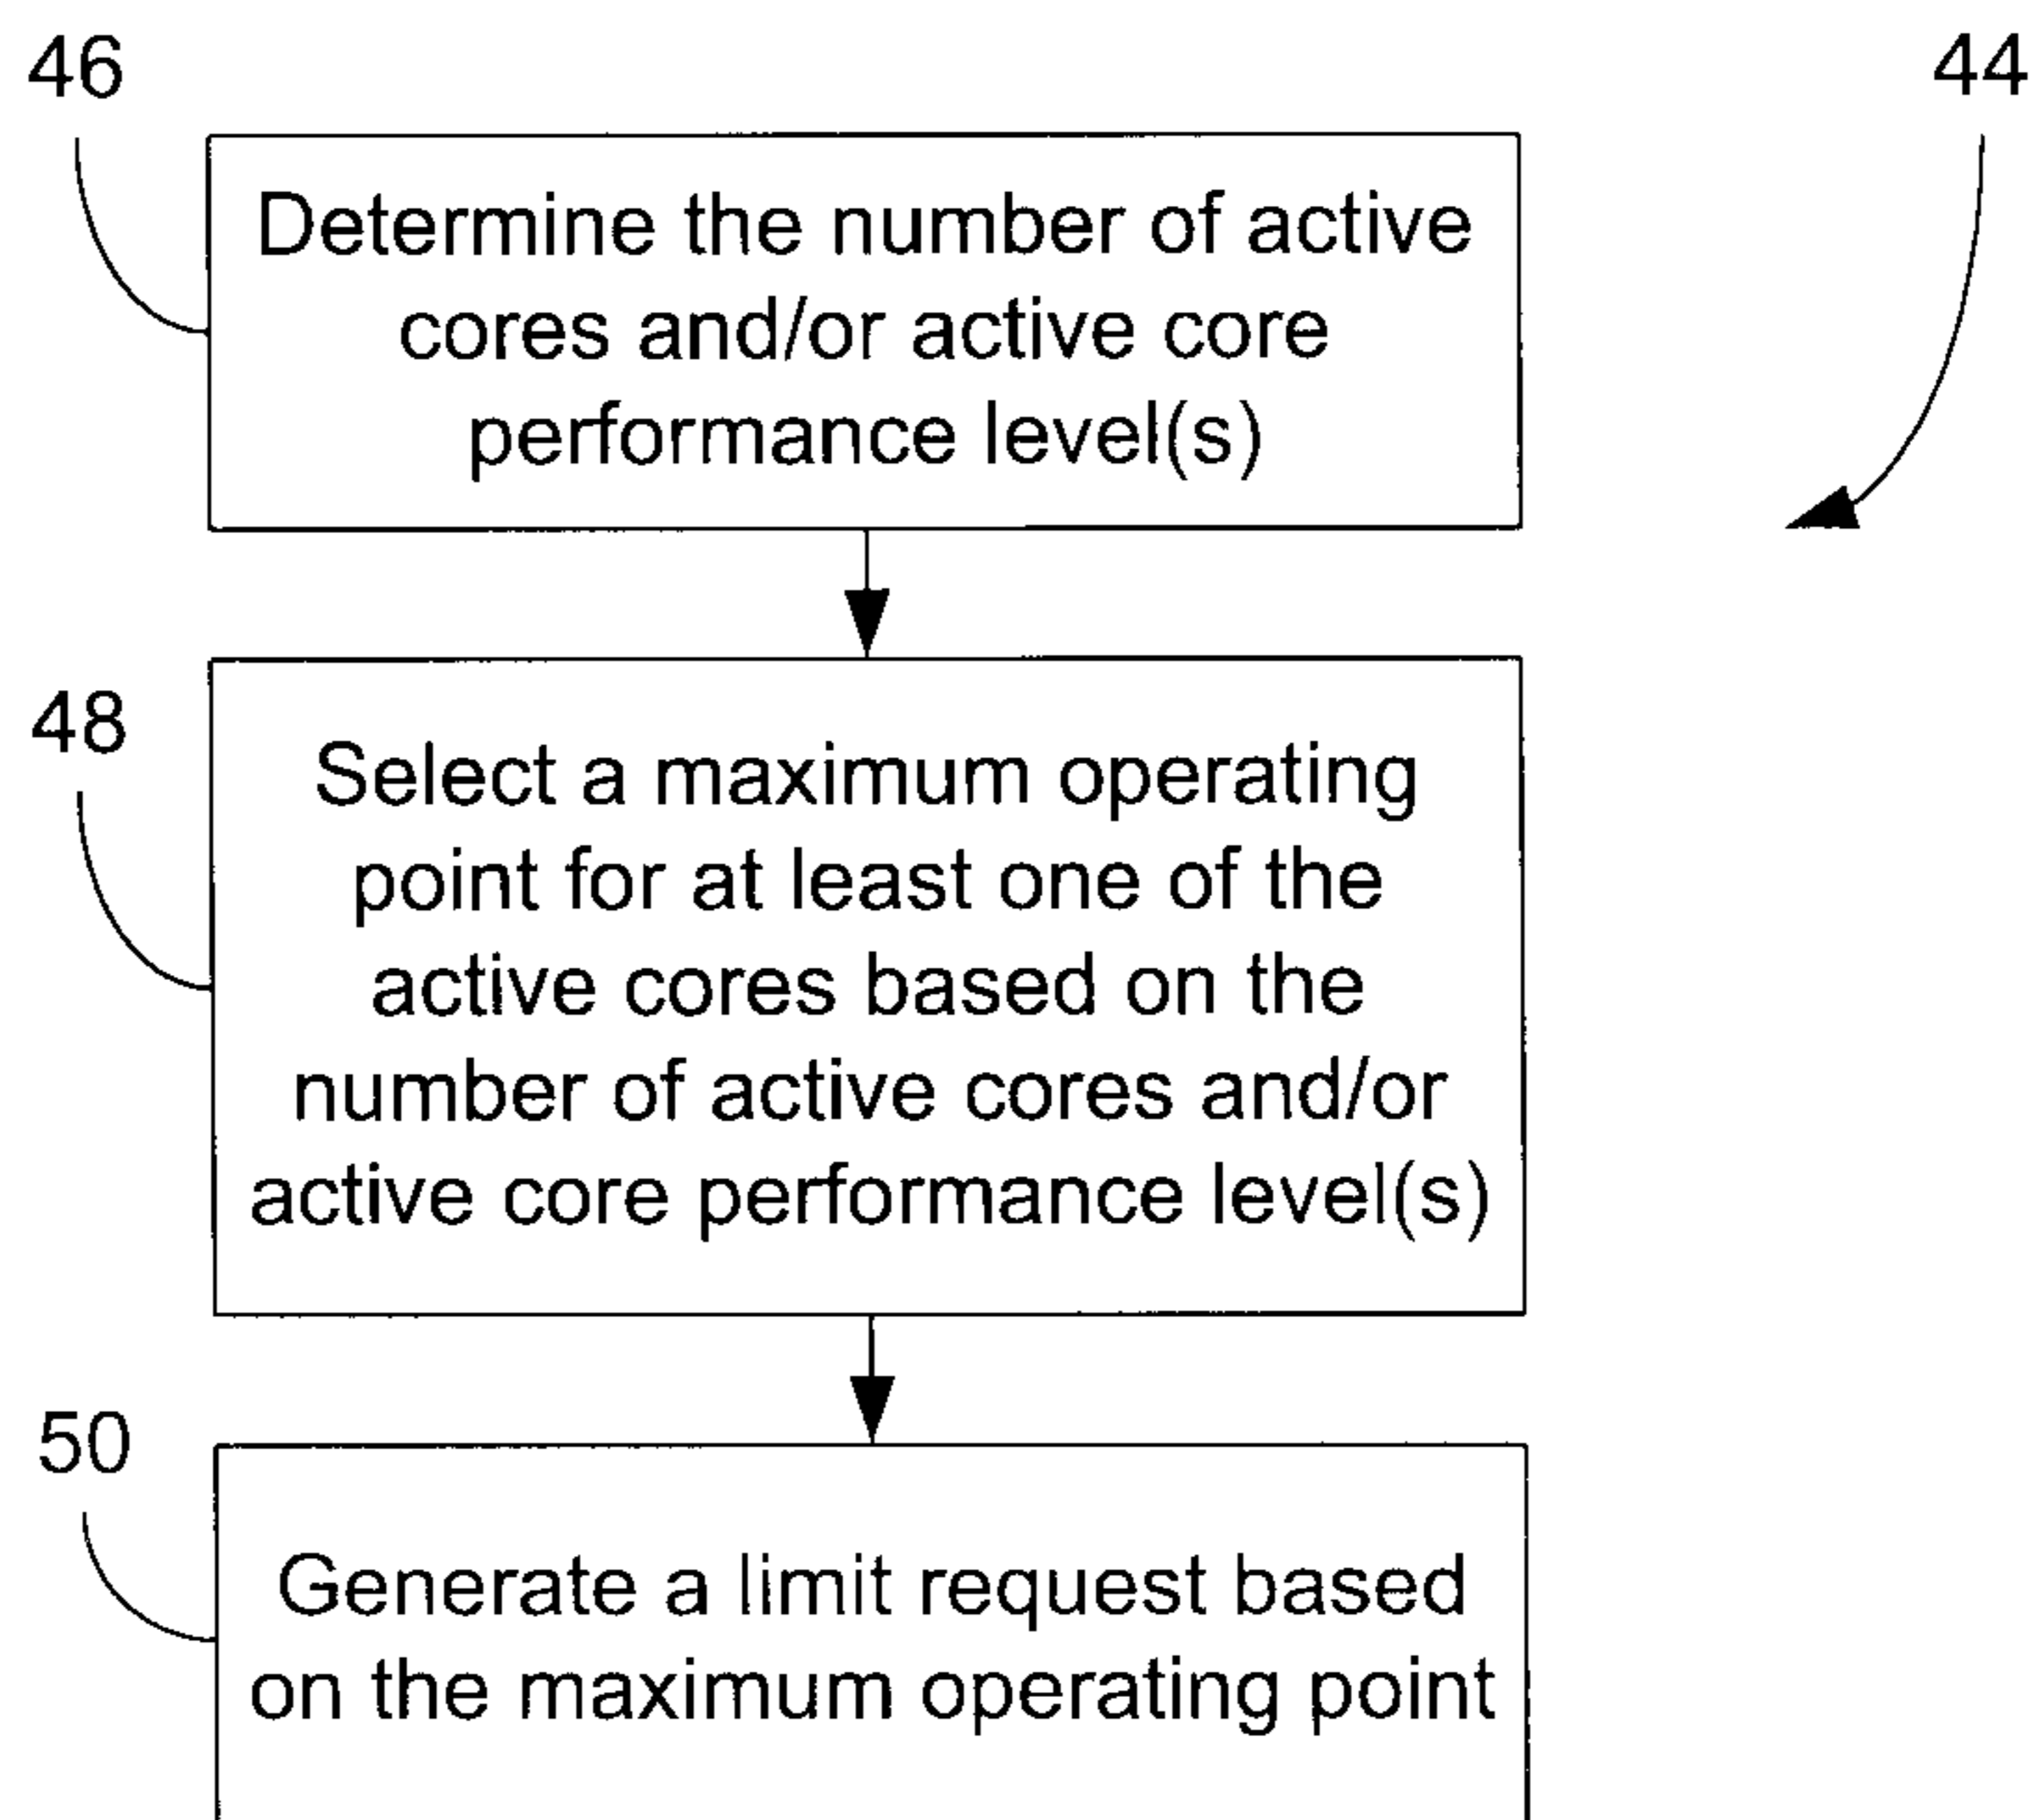 46
44
Determine the number of active
cores and/or active core
performance level(s)
48
Select a maximum operating
point for at least one of the
active cores based on the
number of active cores and/or
active core performance level(s)
50
Generate a limit request based
on the maximum operating point